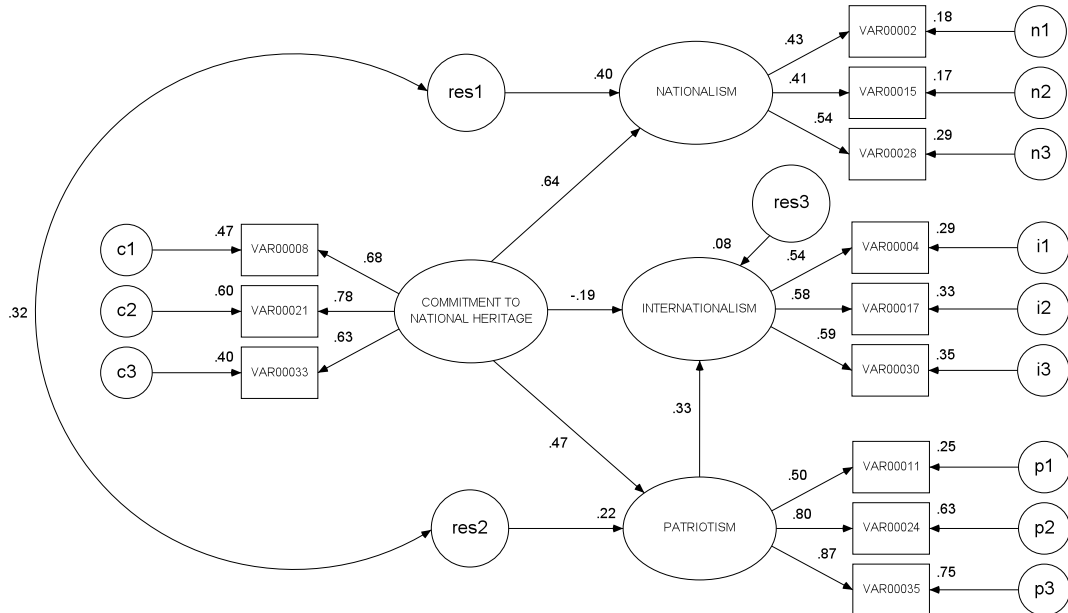 .18
VAR00002
n1
.43
.40
.41
.17
res1
NATIONALISM
VAR00015
n2
.54
.29
VAR00028
n3
.64
res3
.47
.08
.29
c1
VAR00008
.54
VAR00004
i1
.68
.60
.78
-.19
.58
.33
c2
VAR00021
COMMITMENT TO
NATIONAL HERITAGE
INTERNATIONALISM
VAR00017
i2
.32
.63
.59
.40
.35
c3
VAR00033
VAR00030
i3
.33
.47
.25
.50
VAR00011
p1
.22
.80
.63
res2
PATRIOTISM
VAR00024
p2
.87
.75
VAR00035
p3